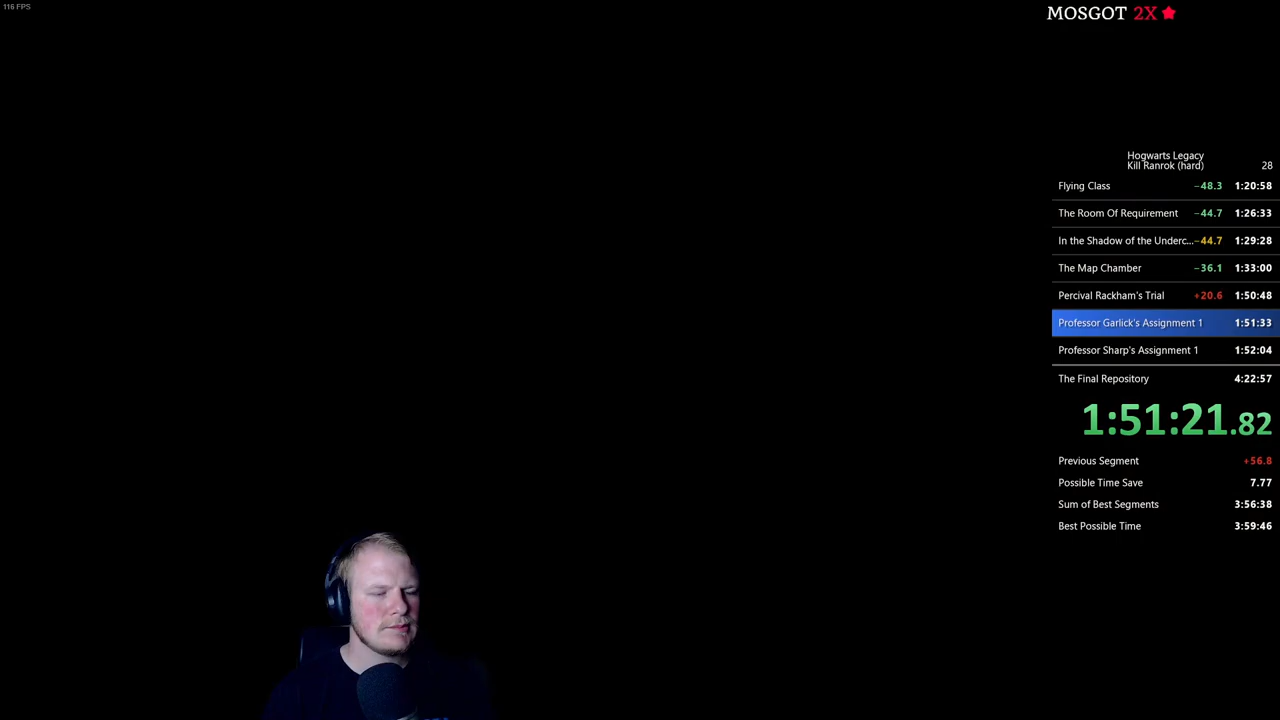 116 FPS
MOSGOT 2X
Hogwarts Legacy
Kill Ranrok (hard) 28
Flying Class −48.3 1:20:58
The Room Of Requirement −44.7 1:26:33
In the Shadow of the Underc... −44.7 1:29:28
The Map Chamber −36.1 1:33:00
Percival Rackham's Trial +20.6 1:50:48
Professor Garlick's Assignment 1 1:51:33
Professor Sharp's Assignment 1 1:52:04
The Final Repository 4:22:57
1:51:21.82
Previous Segment +56.8
Possible Time Save 7.77
Sum of Best Segments 3:56:38
Best Possible Time 3:59:46